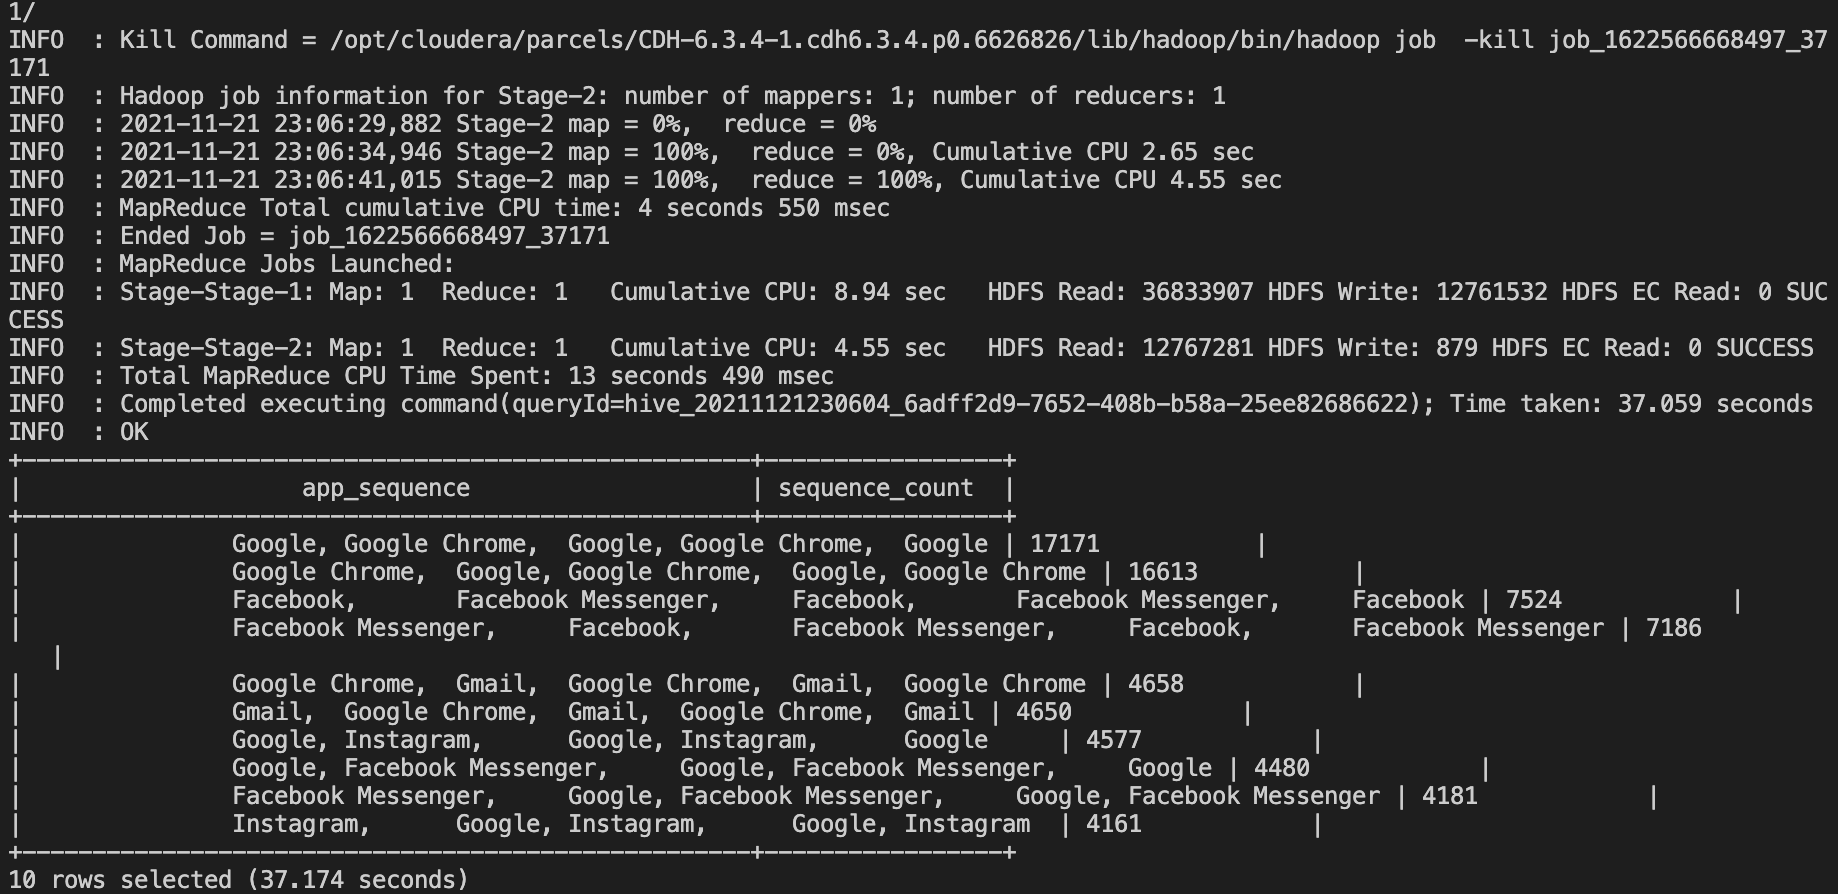 1/
INFO  : Kill Command = /opt/cloudera/parcels/CDH-6.3.4-1.cdh6.3.4.p0.6626826/lib/hadoop/bin/hadoop job  -kill job_1622566668497_37
171
INFO  : Hadoop job information for Stage-2: number of mappers: 1; number of reducers: 1
INFO  : 2021-11-21 23:06:29,882 Stage-2 map = 0%,  reduce = 0%
INFO  : 2021-11-21 23:06:34,946 Stage-2 map = 100%,  reduce = 0%, Cumulative CPU 2.65 sec
INFO  : 2021-11-21 23:06:41,015 Stage-2 map = 100%,  reduce = 100%, Cumulative CPU 4.55 sec
INFO  : MapReduce Total cumulative CPU time: 4 seconds 550 msec
INFO  : Ended Job = job_1622566668497_37171
INFO  : MapReduce Jobs Launched:
INFO  : Stage-Stage-1: Map: 1  Reduce: 1   Cumulative CPU: 8.94 sec   HDFS Read: 36833907 HDFS Write: 12761532 HDFS EC Read: 0 SUC
CESS
INFO  : Stage-Stage-2: Map: 1  Reduce: 1   Cumulative CPU: 4.55 sec   HDFS Read: 12767281 HDFS Write: 879 HDFS EC Read: 0 SUCCESS
INFO  : Total MapReduce CPU Time Spent: 13 seconds 490 msec
INFO  : Completed executing command(queryId=hive_20211121230604_6adff2d9-7652-408b-b58a-25ee82686622); Time taken: 37.059 seconds
INFO  : OK
+----------------------------------------------------+-----------------+
|                    app_sequence                    | sequence_count  |
+----------------------------------------------------+-----------------+
|               Google, Google Chrome,  Google, Google Chrome,  Google | 17171           |
|               Google Chrome,  Google, Google Chrome,  Google, Google Chrome | 16613           |
|               Facebook,       Facebook Messenger,     Facebook,       Facebook Messenger,     Facebook | 7524            |
|               Facebook Messenger,     Facebook,       Facebook Messenger,     Facebook,       Facebook Messenger | 7186
   |
|               Google Chrome,  Gmail,  Google Chrome,  Gmail,  Google Chrome | 4658            |
|               Gmail,  Google Chrome,  Gmail,  Google Chrome,  Gmail | 4650            |
|               Google, Instagram,      Google, Instagram,      Google     | 4577            |
|               Google, Facebook Messenger,     Google, Facebook Messenger,     Google | 4480            |
|               Facebook Messenger,     Google, Facebook Messenger,     Google, Facebook Messenger | 4181            |
|               Instagram,      Google, Instagram,      Google, Instagram  | 4161            |
+----------------------------------------------------+-----------------+
10 rows selected (37.174 seconds)